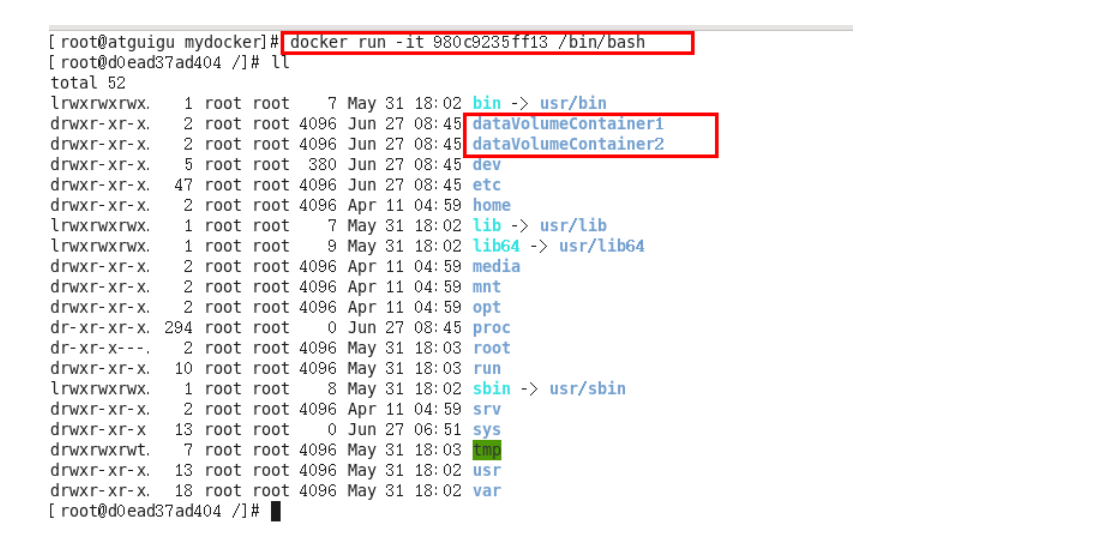 [root@atguigu mydocker]# docker run -it 980c9235ff13 /bin/bash
[root@d0ead37ad404 /]# ll
total 52
lrwxrwxrwx.   1 root root    7 May 31 18:02 bin -> usr/bin
drwxr-xr-x.   2 root root 4096 Jun 27 08:45 dataVolumeContainer1
drwxr-xr-x.   2 root root 4096 Jun 27 08:45 dataVolumeContainer2
drwxr-xr-x.   5 root root  380 Jun 27 08:45 dev
drwxr-xr-x.  47 root root 4096 Jun 27 08:45 etc
drwxr-xr-x.   2 root root 4096 Apr 11 04:59 home
lrwxrwxrwx.   1 root root    7 May 31 18:02 lib -> usr/lib
lrwxrwxrwx.   1 root root    9 May 31 18:02 lib64 -> usr/lib64
drwxr-xr-x.   2 root root 4096 Apr 11 04:59 media
drwxr-xr-x.   2 root root 4096 Apr 11 04:59 mnt
drwxr-xr-x.   2 root root 4096 Apr 11 04:59 opt
dr-xr-xr-x. 294 root root    0 Jun 27 08:45 proc
dr-xr-x---.   2 root root 4096 May 31 18:03 root
drwxr-xr-x.  10 root root 4096 May 31 18:03 run
lrwxrwxrwx.   1 root root    8 May 31 18:02 sbin -> usr/sbin
drwxr-xr-x.   2 root root 4096 Apr 11 04:59 srv
drwxr-xr-x   13 root root    0 Jun 27 06:51 sys
drwxrwxrwt.   7 root root 4096 May 31 18:03 tmp
drwxr-xr-x.  13 root root 4096 May 31 18:02 usr
drwxr-xr-x.  18 root root 4096 May 31 18:02 var
[root@d0ead37ad404 /]#